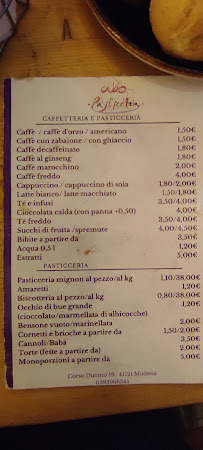 CAFFETTERIA E PASTICCERIA
Caffè / caffè d'orzo / americano 1,50€
Caffè con zabaione / con ghiaccio 1,80€
Caffè decaffeinato 1,80€
Caffè al ginseng 1,80€
Caffè marocchino 2,00€
Caffè freddo 4,00€
Cappuccino / cappuccino di soia 1,80/2,00€
Latte bianco/ latte macchiato 1,50/1,80€
Tè e infusi 3,50/4,00€
Cioccolata calda (con panna +0,50) 4,00€
Tè freddo 3,50/4,00€
Succhi di frutta /spremute 4,00/4,50€
Bibite a partire da 3,50€
Acqua 0,5 l 1,20€
Estratti 5,00€
PASTICCERIA
Pasticceria mignon al pezzo/al kg 1,10/38,00€
Amaretti 1,20€
Biscotteria al pezzo/al kg 0,80/38,00€
Occhio di bue grande 1,20€
(cioccolato/marmellata di albicocche)
Bensone vuoto/marmellata 2,00€
Cornetti e brioche a partire da 1,50/2,00€
Cannoli/Babà 3,50€
Torte (fette a partire da) 2,00€
Monoporzioni a partire da 5,00€
Corso Duomo 41121 Modena